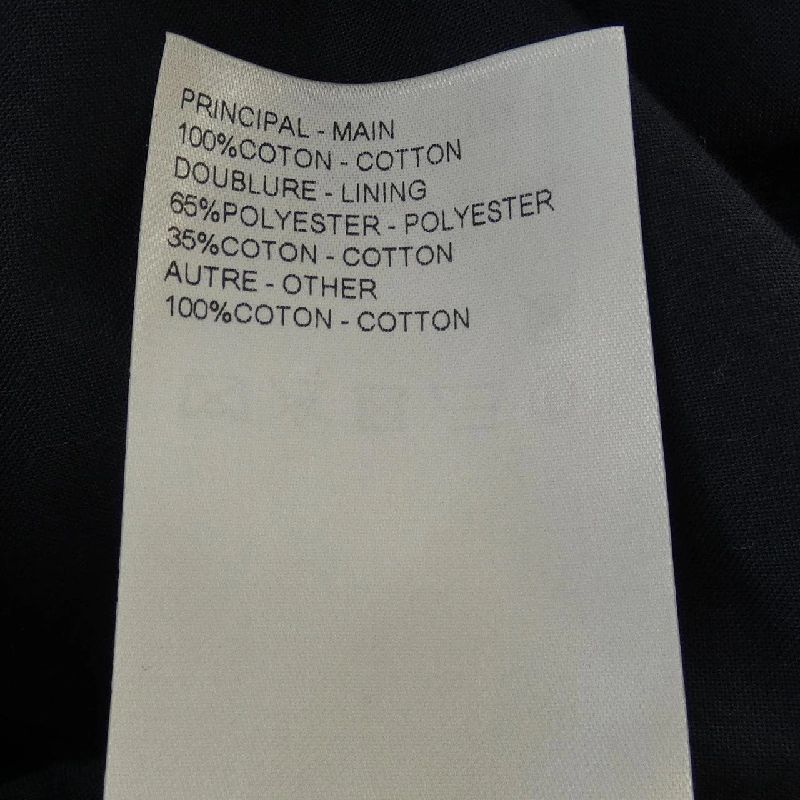 PRINCIPAL - MAIN
100%COTON - COTTON
DOUBLURE - LINING
65%POLYESTER - POLYESTER
35%COTON - COTTON
AUTRE - OTHER
100%COTON - COTTON